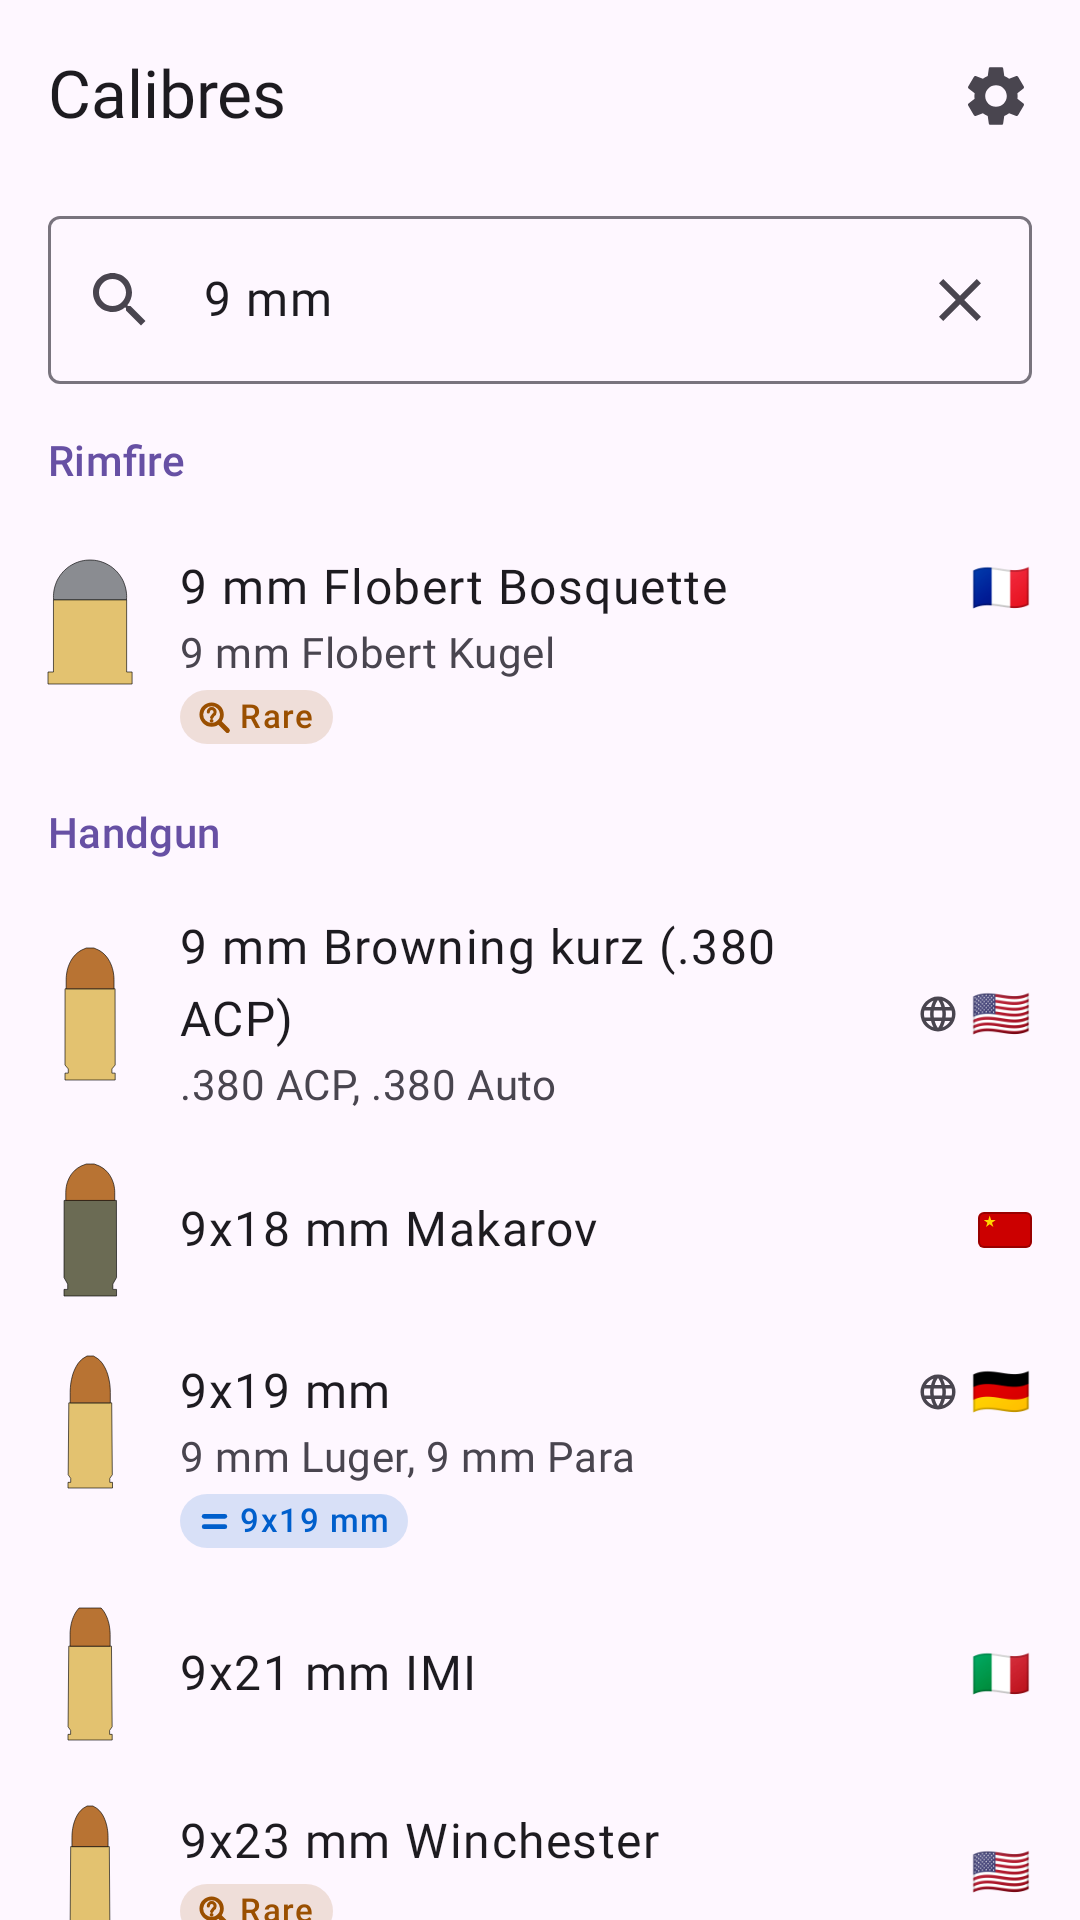 Calibres
9 mm
Rimfire
9 mm Flobert Bosquette
9 mm Flobert Kugel
Rare
Handgun
9 mm Browning kurz (.380
ACP)
.380 ACP, .380 Auto
9x18 mm Makarov
9x19 mm
9 mm Luger, 9 mm Para
9x19 mm
9x21 mm IMI
9x23 mm Winchester
Rare